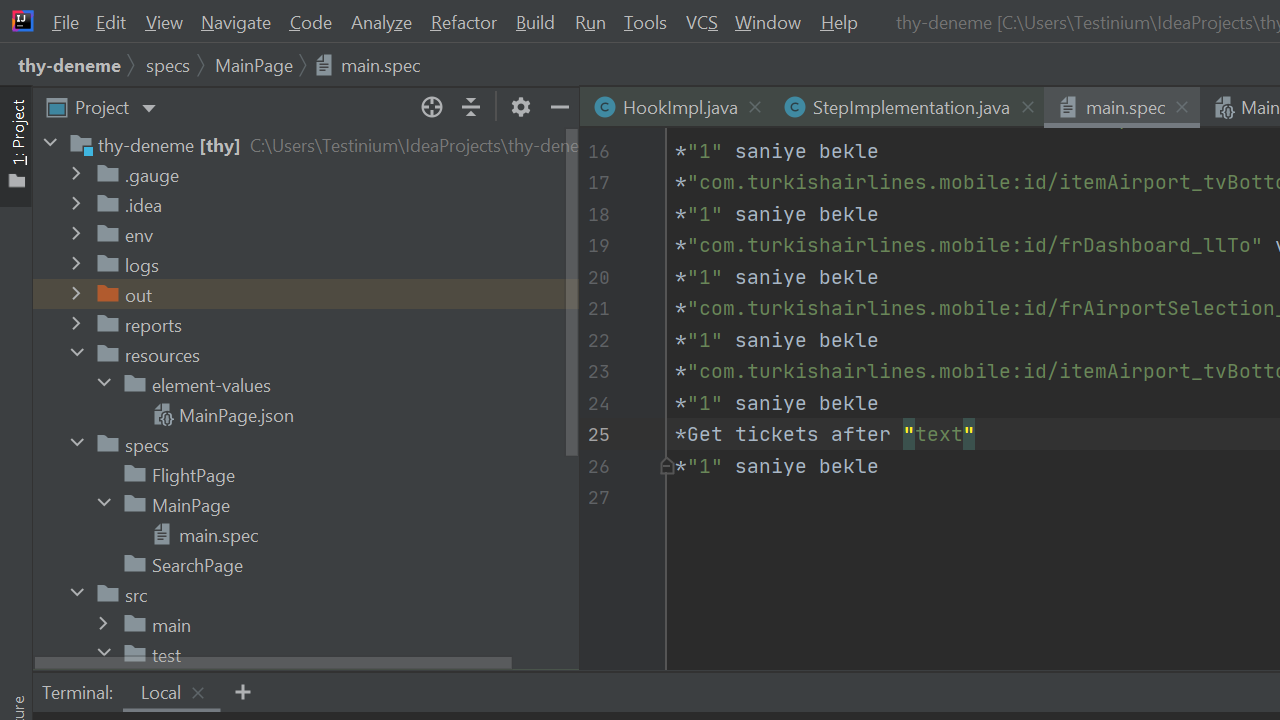 File Edit View Navigate Code Analyze Refactor Build Run Tools VCS Window Help thy-deneme [C:\Users\Testinium\IdeaProjects\thy
thy-deneme specs MainPage main.spec
1: Project
Project
HookImpl.java StepImplementation.java main.spec Main
thy-deneme [thy] C:\Users\Testinium\IdeaProjects\thy-dene
.gauge
.idea
env
logs
out
reports
resources
element-values
MainPage.json
specs
FlightPage
MainPage
main.spec
SearchPage
src
main
test
16 *"1" saniye bekle
17 *"com.turkishairlines.mobile:id/itemAirport_tvBotto
18 *"1" saniye bekle
19 *"com.turkishairlines.mobile:id/frDashboard_llTo" v
20 *"1" saniye bekle
21 *"com.turkishairlines.mobile:id/frAirportSelection_
22 *"1" saniye bekle
23 *"com.turkishairlines.mobile:id/itemAirport_tvBotto
24 *"1" saniye bekle
25 *Get tickets after "text"
26 *"1" saniye bekle
27
ture
Terminal: Local